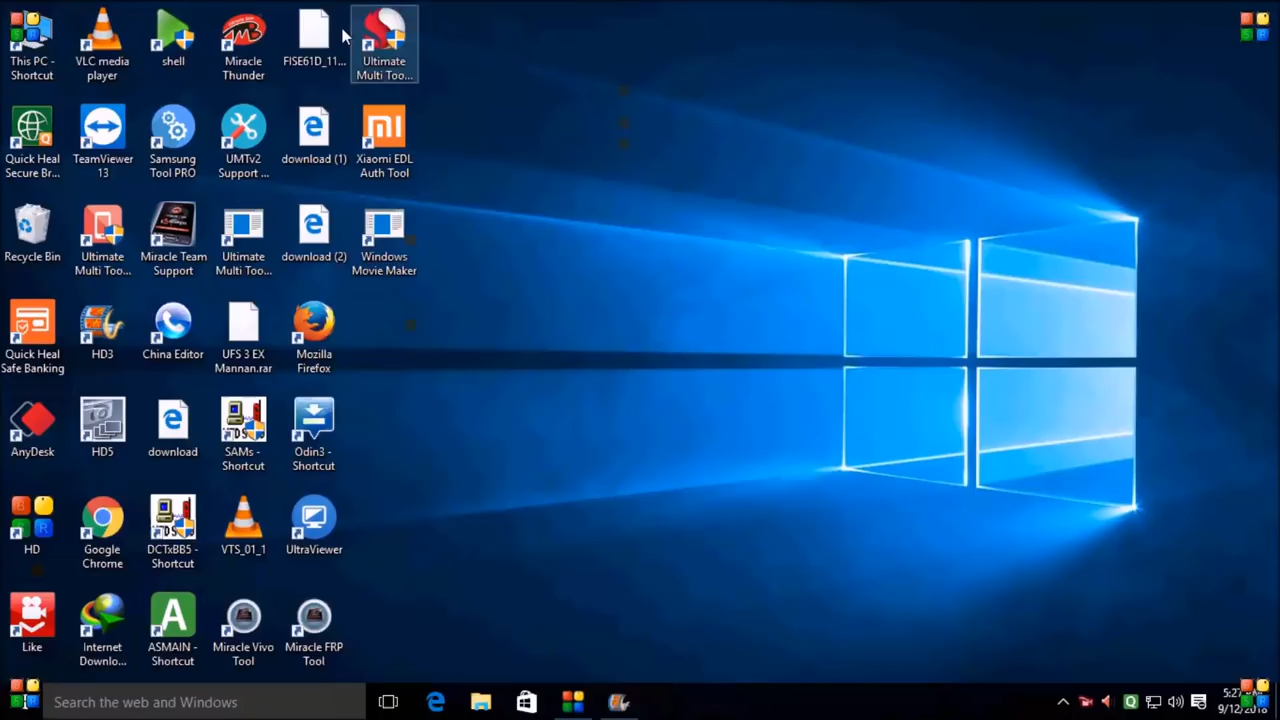 This PC -
Shortcut
VLC media
player
shell
Miracle
Thunder
FISE61D_11...
Ultimate
Multi Too...
Quick Heal
Secure Br...
TeamViewer
13
Samsung
Tool PRO
UMTv2
Support ...
download (1)
Xiaomi EDL
Auth Tool
Recycle Bin
Ultimate
Multi Too...
Miracle Team
Support
Ultimate
Multi Too...
download (2)
Windows
Movie Maker
Quick Heal
Safe Banking
HD3
China Editor
UFS 3 EX
Mannan.rar
Mozilla
Firefox
AnyDesk
HD5
download
SAMs -
Shortcut
Odin3 -
Shortcut
HD
Google
Chrome
DCTxBB5 -
Shortcut
VTS_01_1
UltraViewer
Like
Internet
Downlo...
ASMAIN -
Shortcut
Miracle Vivo
Tool
Miracle FRP
Tool
Search the web and Windows
9/12/2018